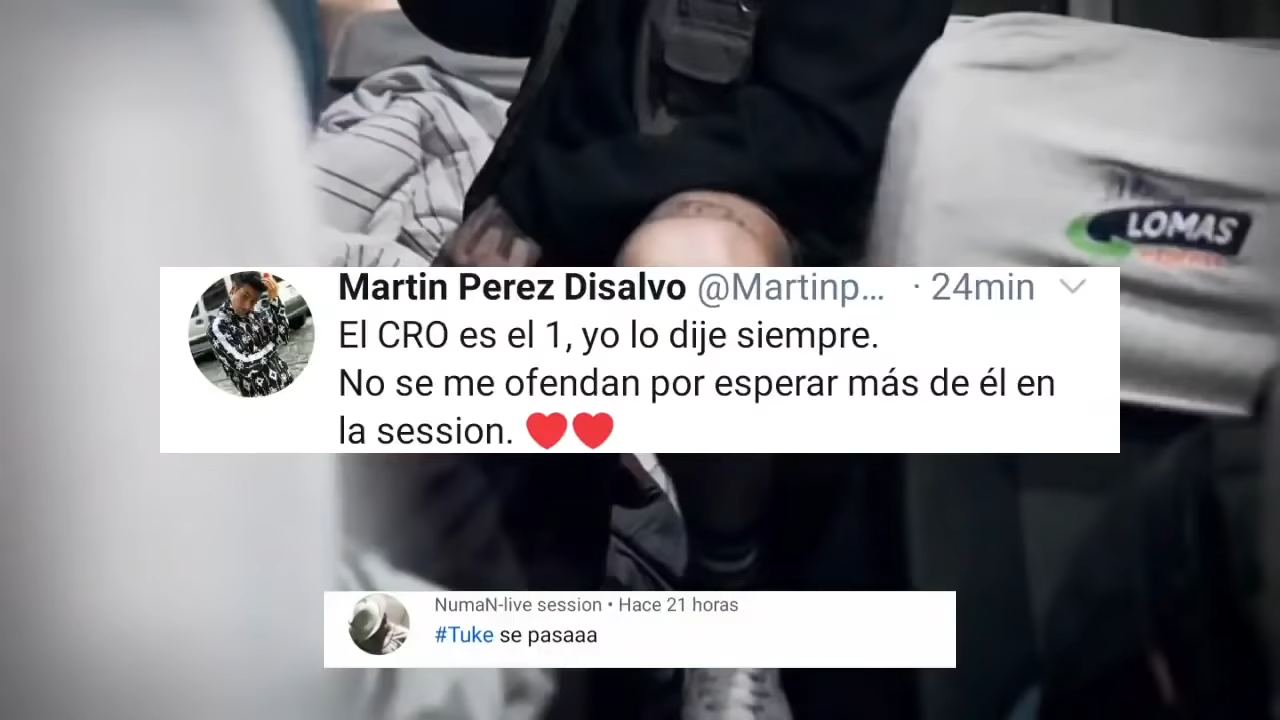 LOMAS
Martin Perez Disalvo @Martinp... · 24min
El CRO es el 1, yo lo dije siempre.
No se me ofendan por esperar más de él en
la session. ❤️❤️
NumaN-live session • Hace 21 horas
#Tuke se pasaaa